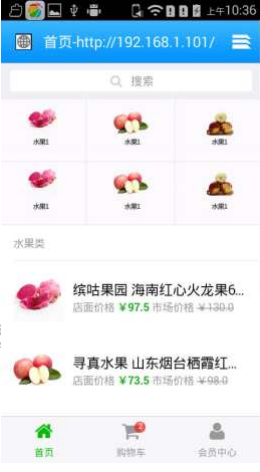 上午10:36
首页-http://192.168.1.101/
搜索
水果1 水果1 水果1
水果1 水果1 水果1
水果类
缤咕果园 海南红心火龙果6...
店面价格 ￥97.5 市场价格 ￥130.0
寻真水果 山东烟台栖霞红...
店面价格 ￥73.5 市场价格 ￥98.0
2
首页 购物车 会员中心